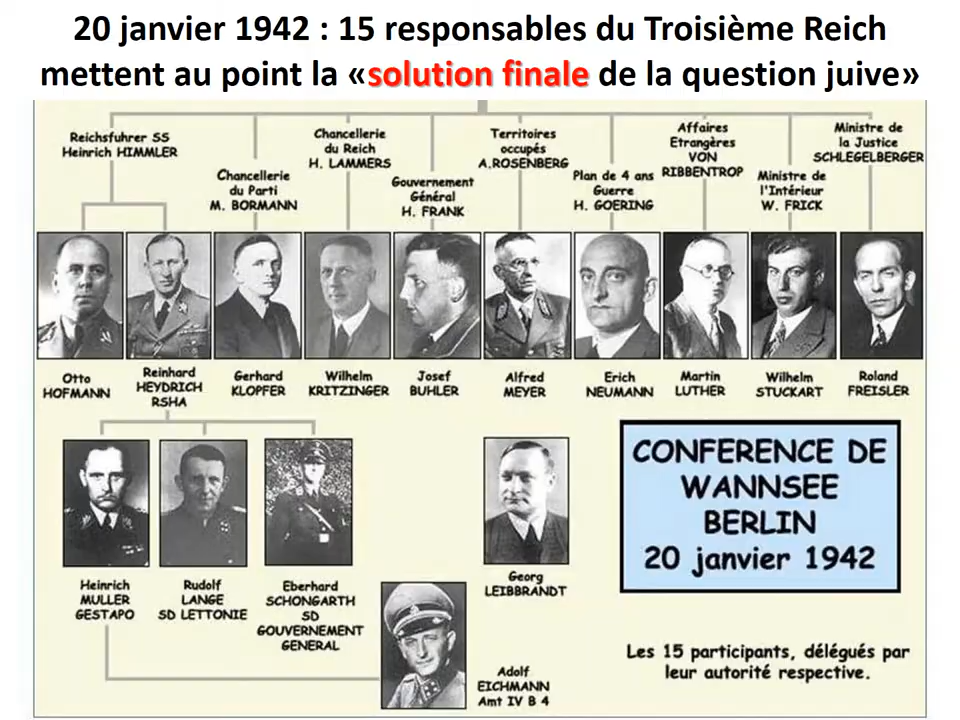 20 janvier 1942 : 15 responsables du Troisième Reich
mettent au point la «solution finale de la question juive»
Reichsfuhrer SS
Heinrich HIMMLER
Chancellerie
du Parti
M. BORMANN
Chancellerie
du Reich
H. LAMMERS
Gouvernement
Général
H. FRANK
Territoires
occupés
A.ROSENBERG
Plan de 4 ans
Guerre
H. GOERING
Affaires
Etrangères
VON
RIBBENTROP
Ministre de
l'Intérieur
W. FRICK
Ministre de
la Justice
SCHLEGELBERGER
Otto
HOFMANN
Reinhard
HEYDRICH
RSHA
Gerhard
KLOPFER
Wilhelm
KRITZINGER
Josef
BUHLER
Alfred
MEYER
Erich
NEUMANN
Martin
LUTHER
Wilhelm
STUCKART
Roland
FREISLER
CONFERENCE DE
WANNSEE
BERLIN
20 janvier 1942
Heinrich
MULLER
GESTAPO
Rudolf
LANGE
SD LETTONIE
Eberhard
SCHONGARTH
SD
GOUVERNEMENT
GENERAL
Georg
LEIBBRANDT
Adolf
EICHMANN
Amt IV B 4
Les 15 participants, délégués par
leur autorité respective.